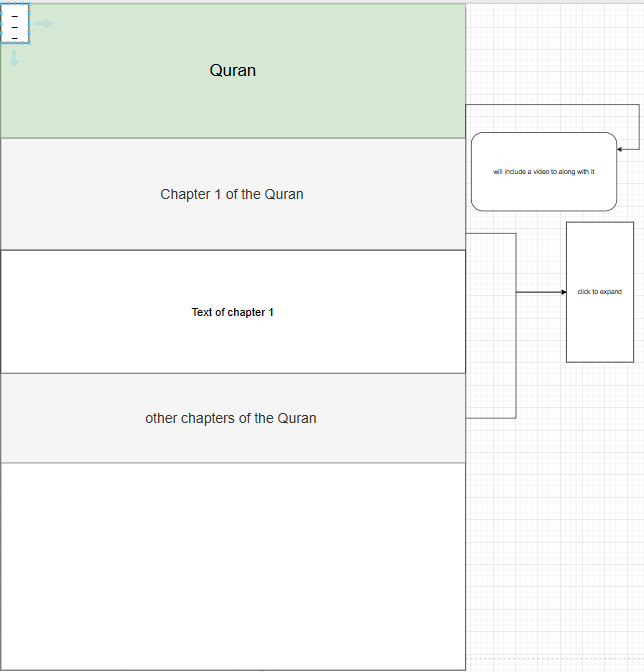 Quran
will include a video to along with it
Chapter 1 of the Quran
click to expand
Text of chapter 1
other chapters of the Quran